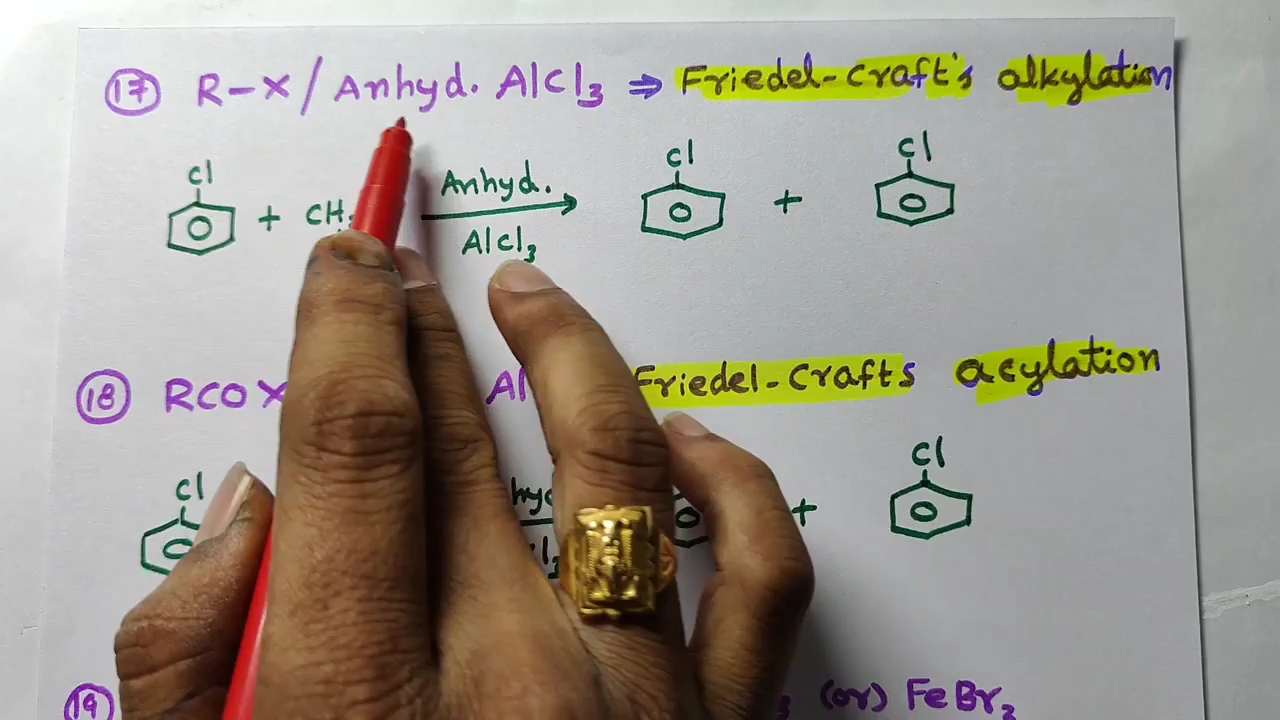 17 R-X / Anhyd. AlCl3 ⇒ Friedel-Craft's alkylation
Cl Cl Cl
+ CH Anhyd. +
AlCl3
18 RCOX Al Friedel-Crafts acylation
Cl Cl
+
19 (or) FeBr3